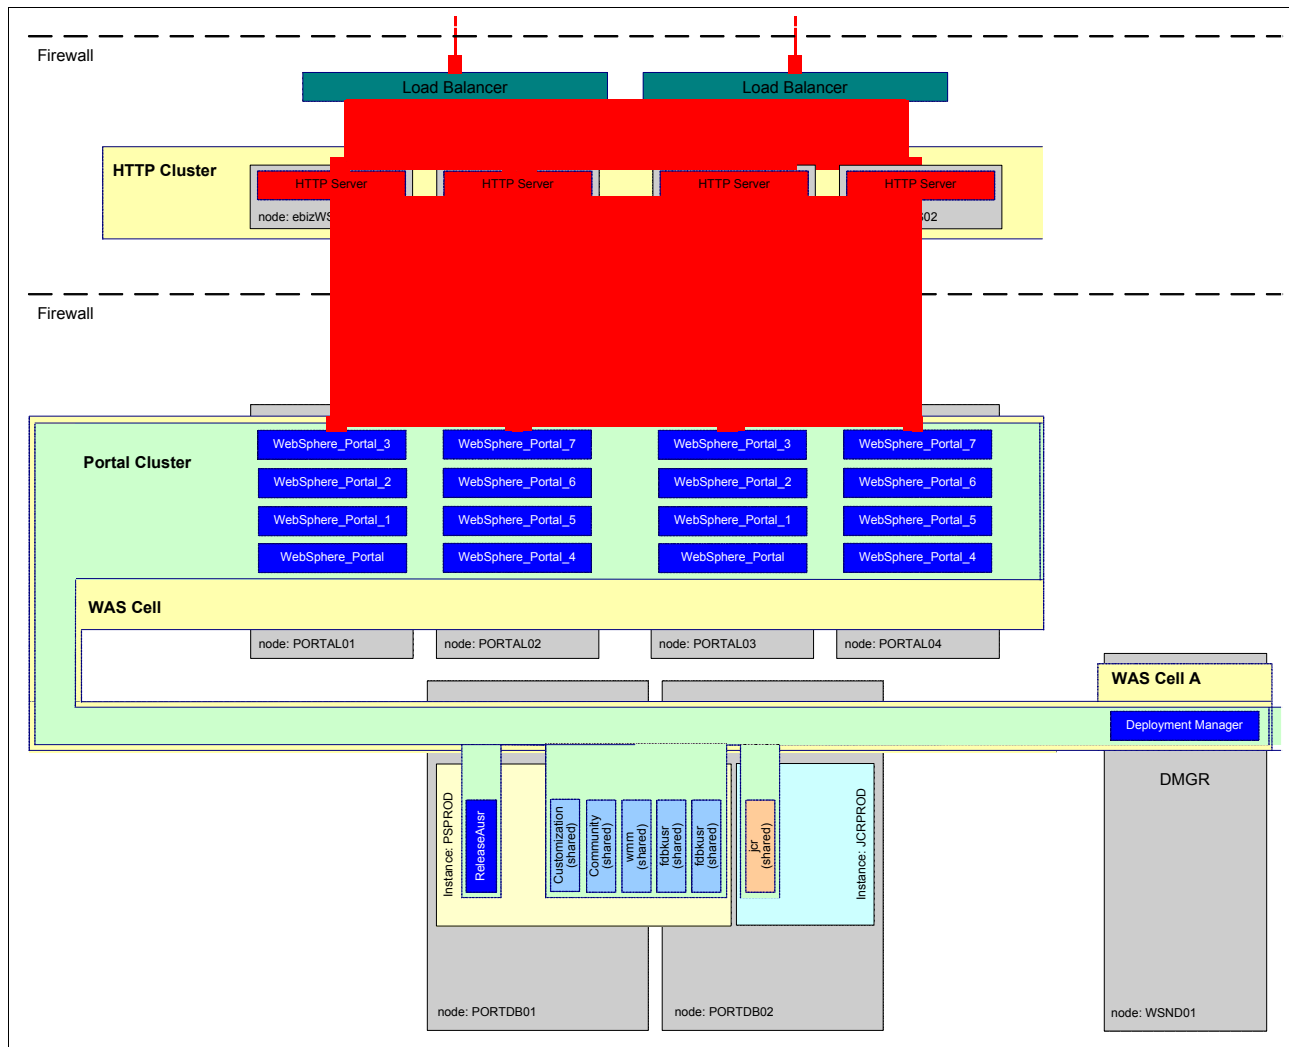 Firewall
Load Balancer
Load Balancer
HTTP Cluster
HTTP Server
HTTP Server
HTTP Server
HTTP Server
node:
Firewall
Portal Cluster
WebSphere_Portal_3
WebSphere_Portal_7
WebSphere_Portal_3
WebSphere_Portal_7
WebSphere_Portal_2
WebSphere_Portal_6
WebSphere_Portal_2
WebSphere_Portal_6
WebSphere_Portal_1
WebSphere_Portal_5
WebSphere_Portal_1
WebSphere_Portal_5
WebSphere_Portal
WebSphere_Portal_4
WebSphere_Portal
WebSphere_Portal_4
WAS Cell
node: PORTAL01
node: PORTAL02
node: PORTAL03
node: PORTAL04
WAS Cell A
Deployment Manager
DMGR
Instance: PSPROD
ReleaseAusr
Customization
(shared)
Community
(shared)
wmm
(shared)
fdbkusr
(shared)
fdbkusr
(shared)
jcr
(shared)
Instance: JCRPROD
node: PORTDB01
node: PORTDB02
node: WSND01